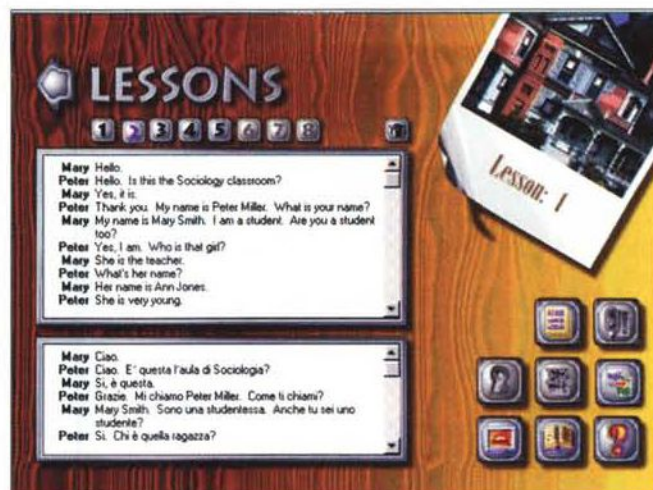 LESSONS
1 2 3 4 5 6 7 8
Mary Hello.
Peter Hello. Is this the Sociology classroom?
Mary Yes, it is.
Peter Thank you. My name is Peter Miller. What is your name?
Mary My name is Mary Smith. I am a student. Are you a student
too?
Peter Yes, I am. Who is that girl?
Mary She is the teacher.
Peter What's her name?
Mary Her name is Ann Jones.
Peter She is very young.
Lesson: 1
Mary Ciao.
Peter Ciao. E' questa l'aula di Sociologia?
Mary Si, è questa.
Peter Grazie. Mi chiamo Peter Miller. Come ti chiami?
Mary Mary Smith. Sono una studentessa. Anche tu sei uno
studente?
Peter Si. Chi è quella ragazza?
?